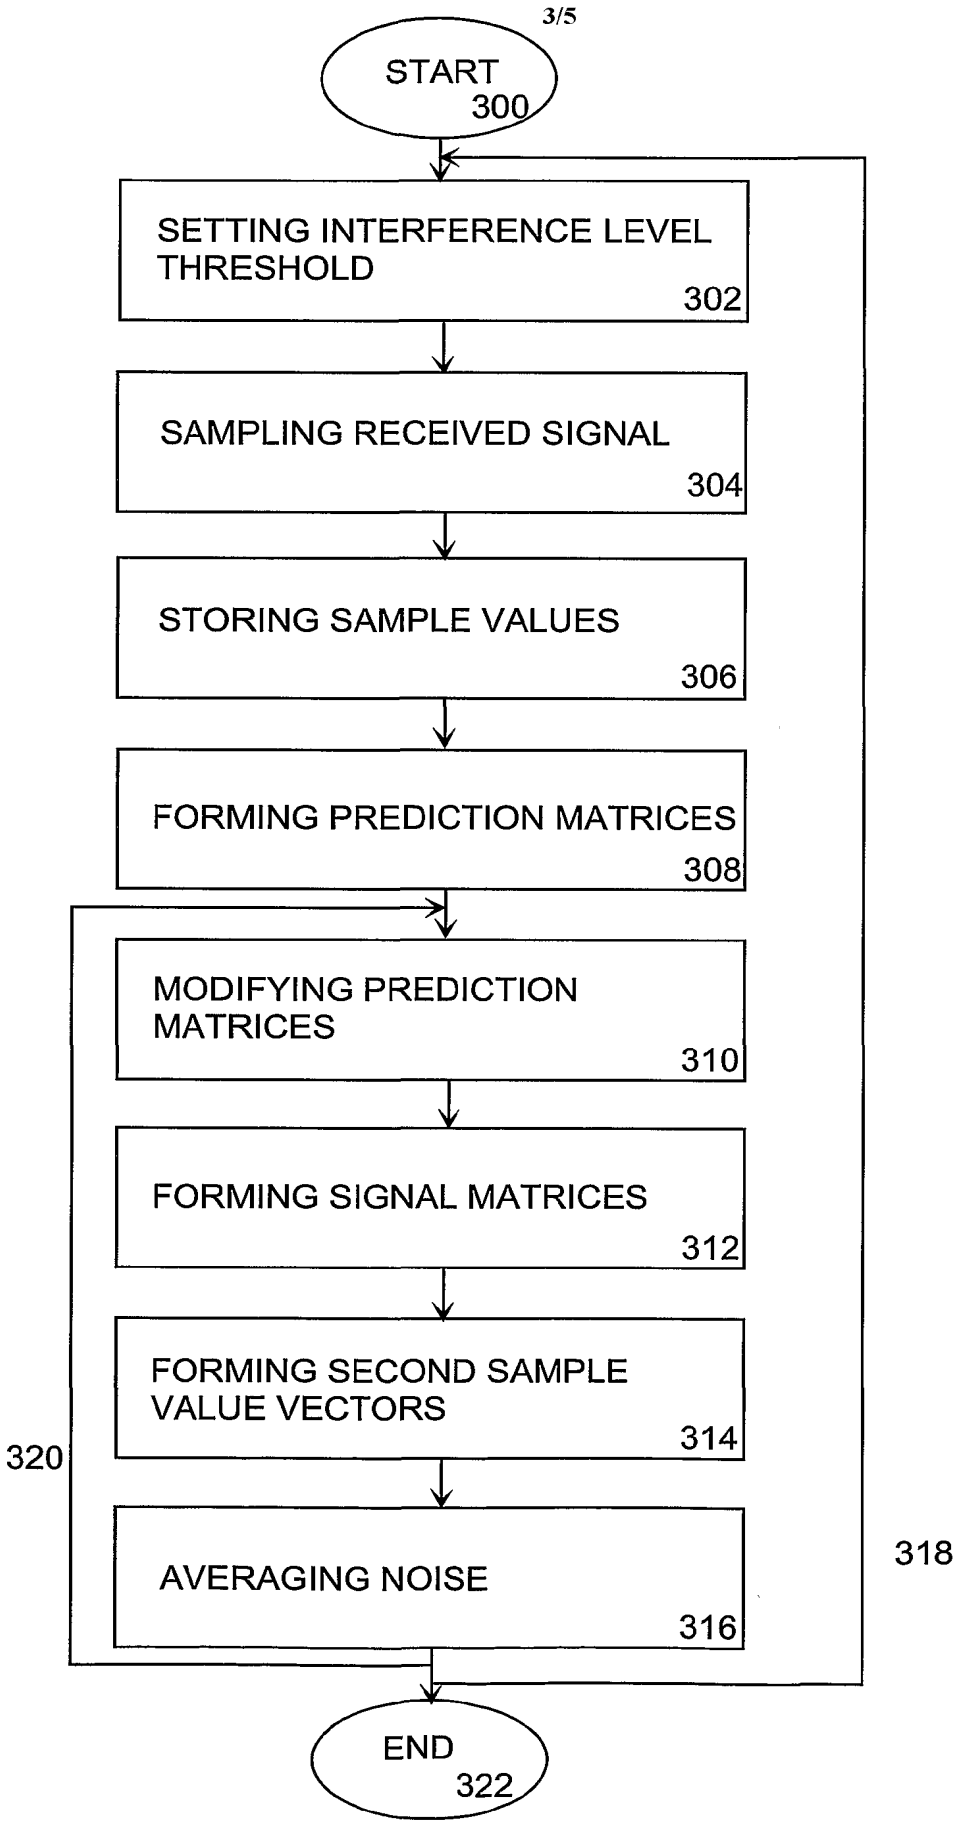 3/5
START
300
SETTING INTERFERENCE LEVEL
THRESHOLD
302
SAMPLING RECEIVED SIGNAL
304
STORING SAMPLE VALUES
306
FORMING PREDICTION MATRICES
308
MODIFYING PREDICTION
MATRICES
310
FORMING SIGNAL MATRICES
312
FORMING SECOND SAMPLE
VALUE VECTORS
314
320
AVERAGING NOISE
316
318
END
322